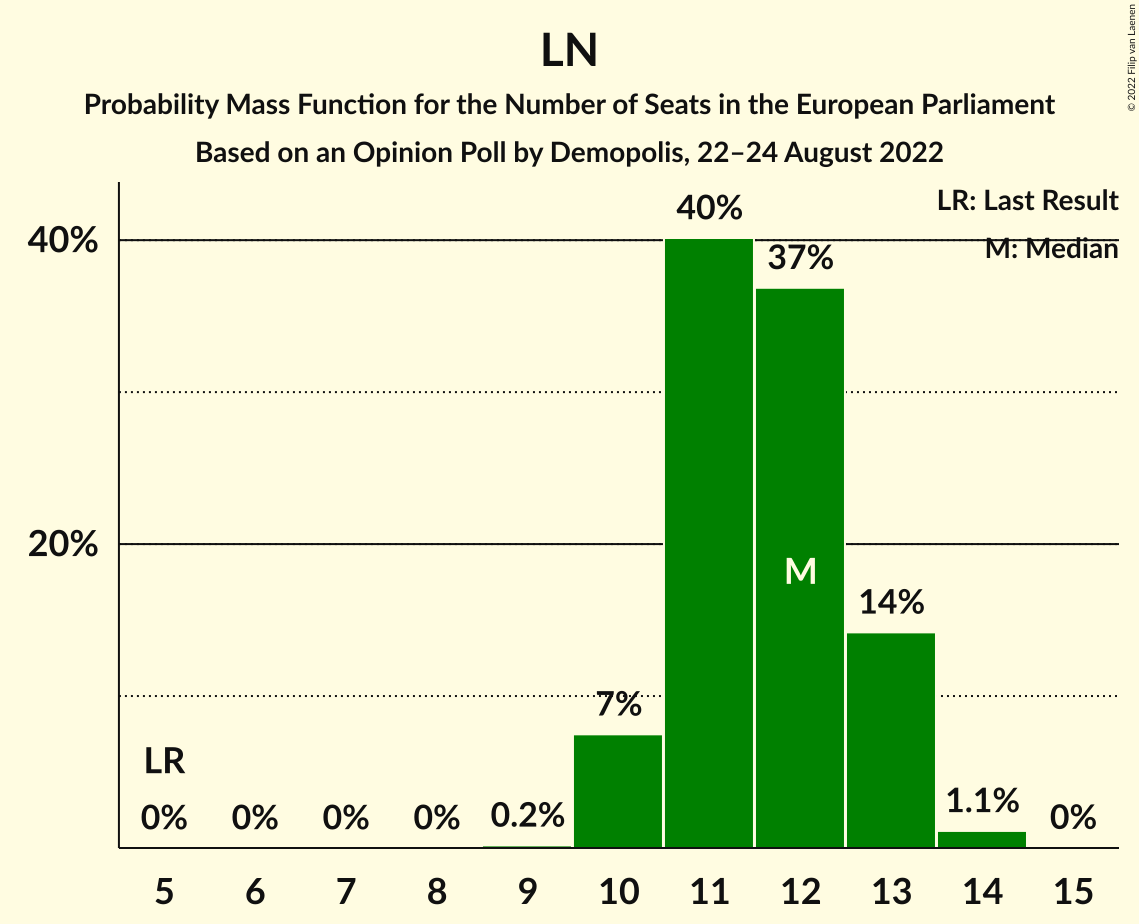 LN
Probability Mass Function for the Number of Seats in the European Parliament
Based on an Opinion Poll by Demopolis, 22–24 August 2022
© 2022 Filip van Laenen
LR: Last Result
M: Median
40%
20%
40%
37%
M
14%
7%
LR
0%
0%
0%
0%
0.2%
1.1%
0%
5 6 7 8 9 10 11 12 13 14 15